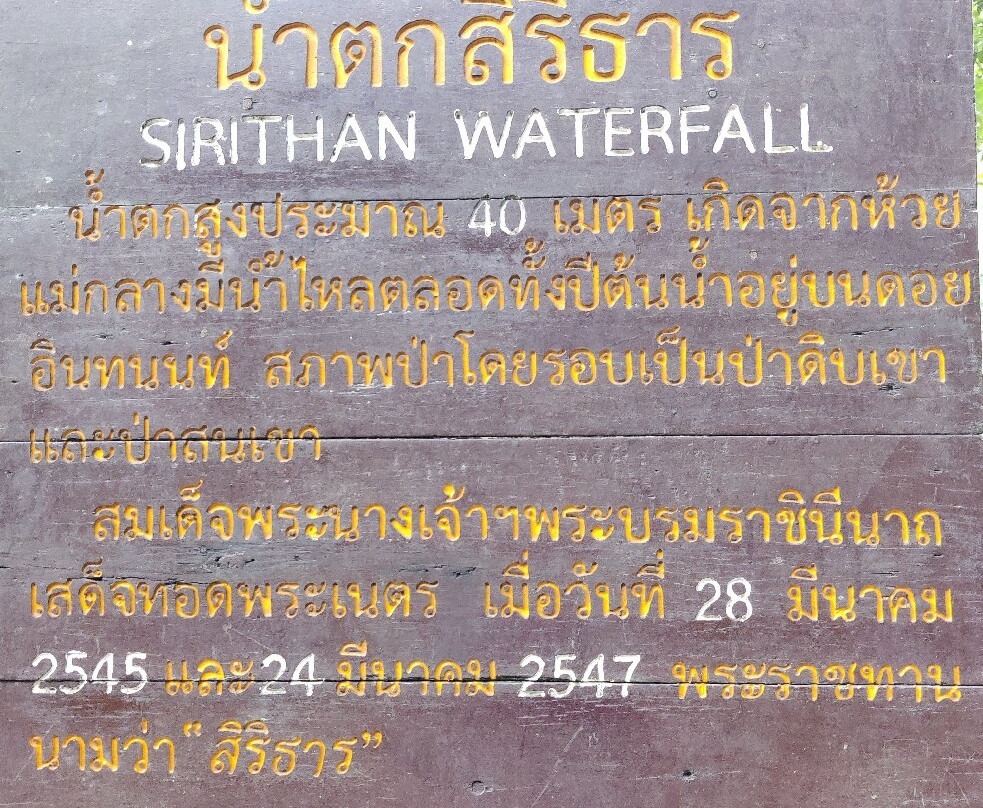 น้ำตกสิริธาร
SIRITHAN WATERFALL
น้ำตกสูงประมาณ 40 เมตร เกิดจากห้วย
แม่กลางมีน้ำไหลตลอดทั้งปีต้นน้ำอยู่บนดอย
อินทนนท์ สภาพป่าโดยรอบเป็นป่าดิบเขา
และป่าสนเขา
สมเด็จพระนางเจ้าฯพระบรมราชินีนาถ
เสด็จทอดพระเนตร เมื่อวันที่ 28 มีนาคม
2545 และ 24 มีนาคม 2547 พระราชทาน
นามว่า "สิริธาร"